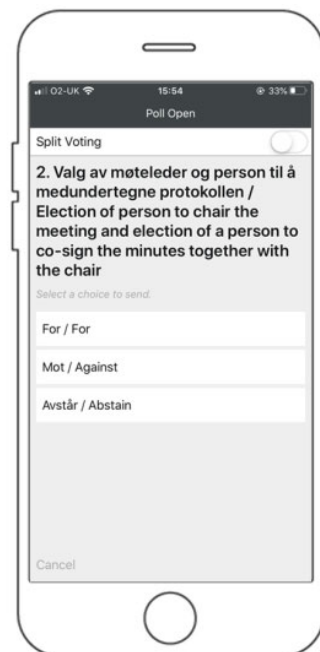 O2-UK 15:54 33%
Poll Open
Split Voting
2. Valg av møteleder og person til å
medundertegne protokollen /
Election of person to chair the
meeting and election of a person to
co-sign the minutes together with
the chair
Select a choice to send.
For / For
Mot / Against
Avstår / Abstain
Cancel